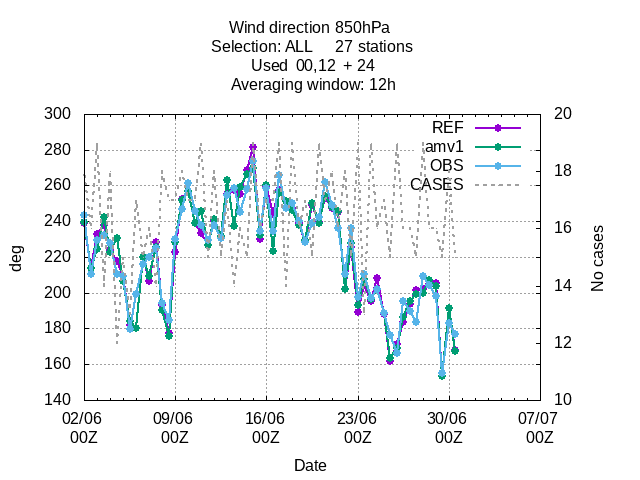 Wind direction 850hPa
Selection: ALL 27 stations
Used 00,12 + 24
Averaging window: 12h
300
280
260
240
220
200
180
160
140
deg
20
18
16
14
12
10
No cases
REF
amv1
OBS
CASES
02/06 09/06 16/06 23/06 30/06 07/07
00Z 00Z 00Z 00Z 00Z 00Z
Date